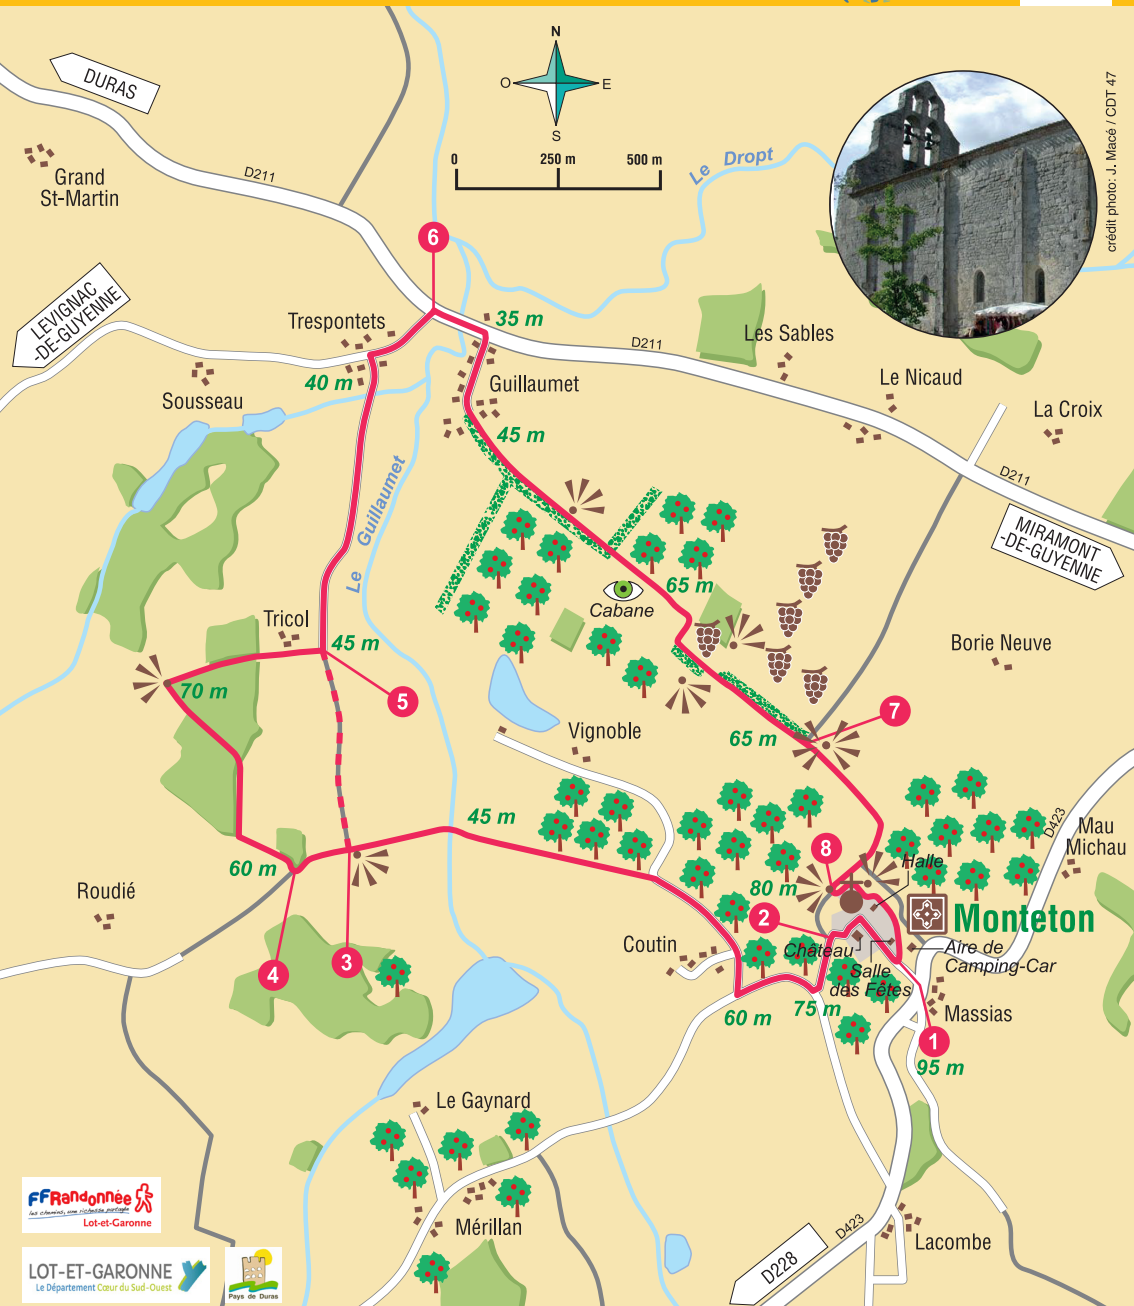 DURAS
N
O
E
S
0
250 m
500 m
crédit photo: J. Macé / CDT 47
Grand
St-Martin
D211
Le Dropt
6
LEVIGNAC
-DE-GUYENNE
Trespontets
35 m
Les Sables
D211
40 m
Guillaumet
Le Nicaud
Sousseau
La Croix
45 m
D211
Le Guillaumet
MIRAMONT
-DE-GUYENNE
65 m
Cabane
Tricol
45 m
Borie Neuve
70 m
5
7
Vignoble
65 m
45 m
D423
Mau
Michau
8
Halle
60 m
80 m
Roudié
2
Monteton
Coutin
Château
Aire de
Camping-Car
3
4
Salle
des Fêtes
60 m
75 m
Massias
1
95 m
Le Gaynard
FFRandonnée
les chemins, une richesse partagée
Lot-et-Garonne
Mérillan
D423
Lacombe
D228
LOT-ET-GARONNE
Le Département Cœur du Sud-Ouest
Pays de Duras